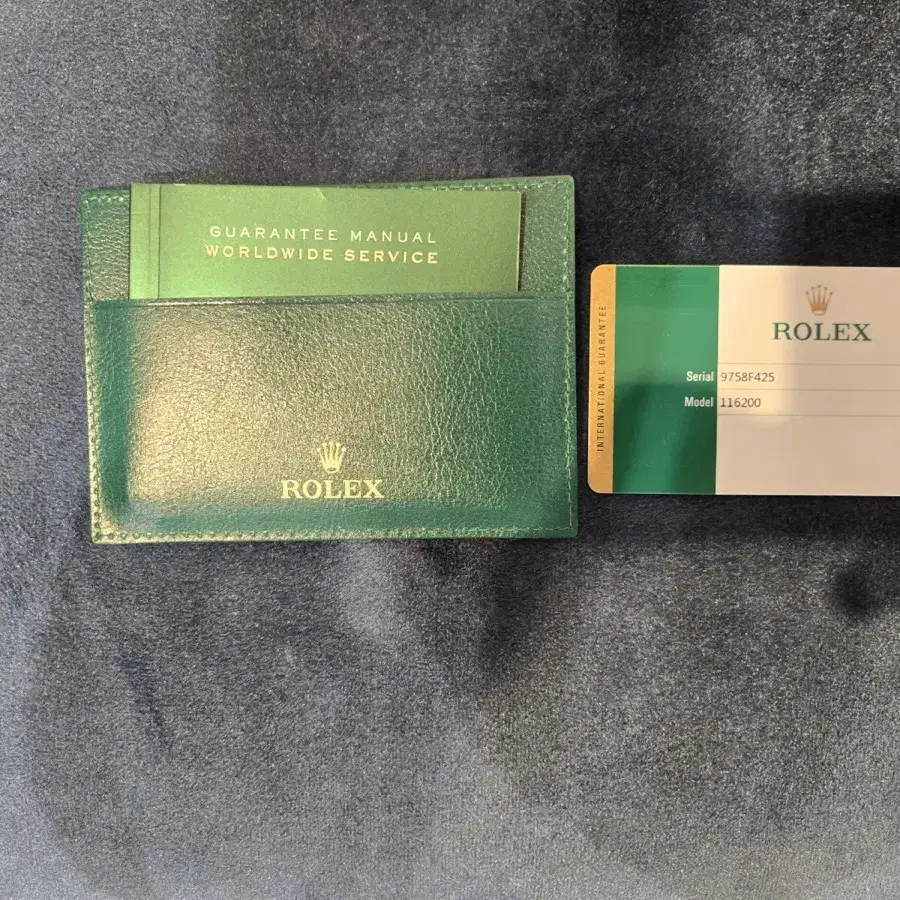 GUARANTEE MANUAL
WORLDWIDE SERVICE
ROLEX
INTERNATIONAL GUARANTEE
ROLEX
Serial 9758F425
Model 116200